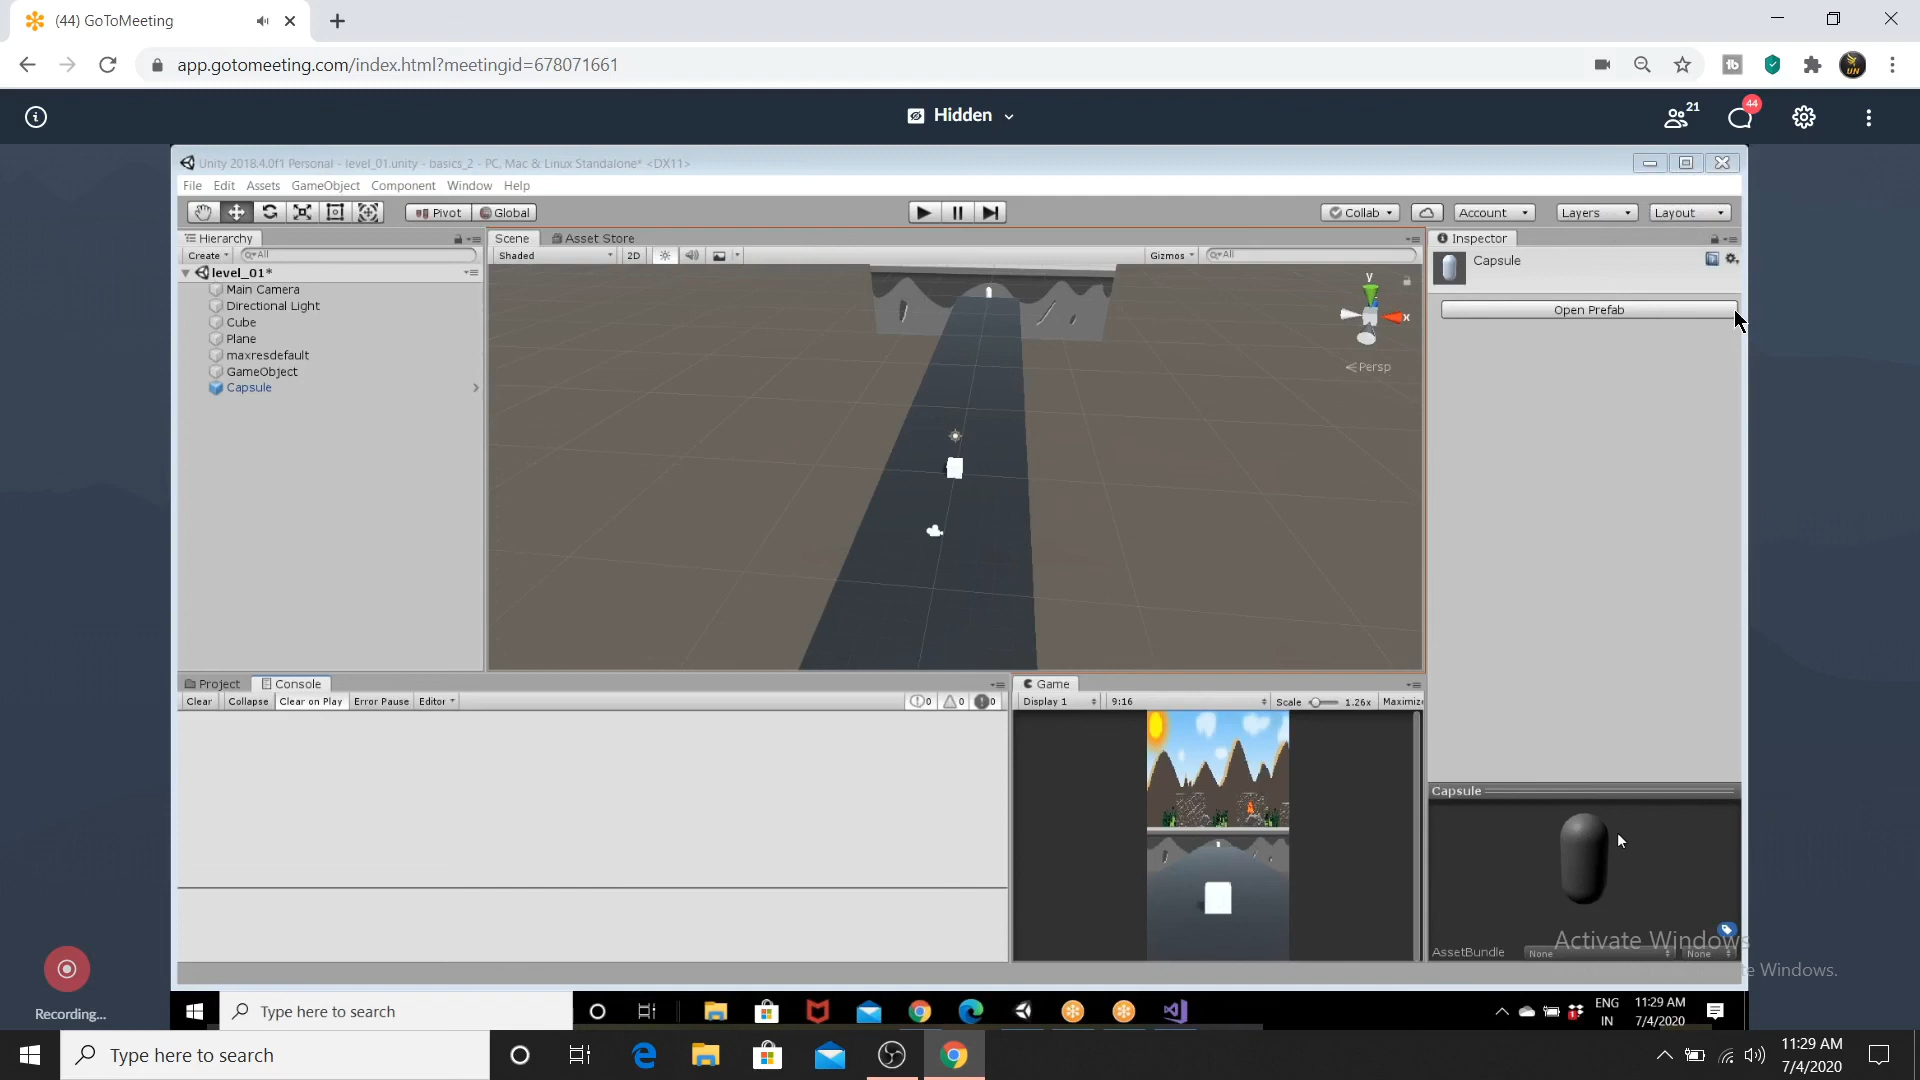 (44) GoToMeeting
app.gotomeeting.com/index.html?meetingid=678071661
Hidden
21
44
Unity 2018.4.0f1 Personal - level_01.unity - basics_2 - PC, Mac & Linux Standalone* <DX11>
File Edit Assets GameObject Component Window Help
Pivot Global Collab Account Layers Layout
Hierarchy Scene Asset Store Inspector
Create All Shaded 2D Gizmos All
level_01*
Main Camera
Directional Light
Cube
Plane
maxresdefault
GameObject
Capsule
y
x
Persp
Capsule
Open Prefab
Project Console
Clear Collapse Clear on Play Error Pause Editor 0 0 0
Game
Display 1 9:16 Scale 1.26x Maximiz
Capsule
AssetBundle None None
Activate Windows
te Windows.
Recording...
Type here to search
ENG
IN
11:29 AM
7/4/2020
Type here to search
11:29 AM
7/4/2020